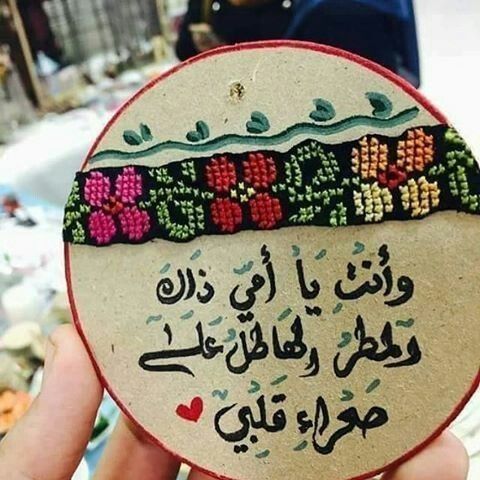 وأنتِ يا أمي ذاك
المطرُ الهاطلُ على
صحراءِ قلبي